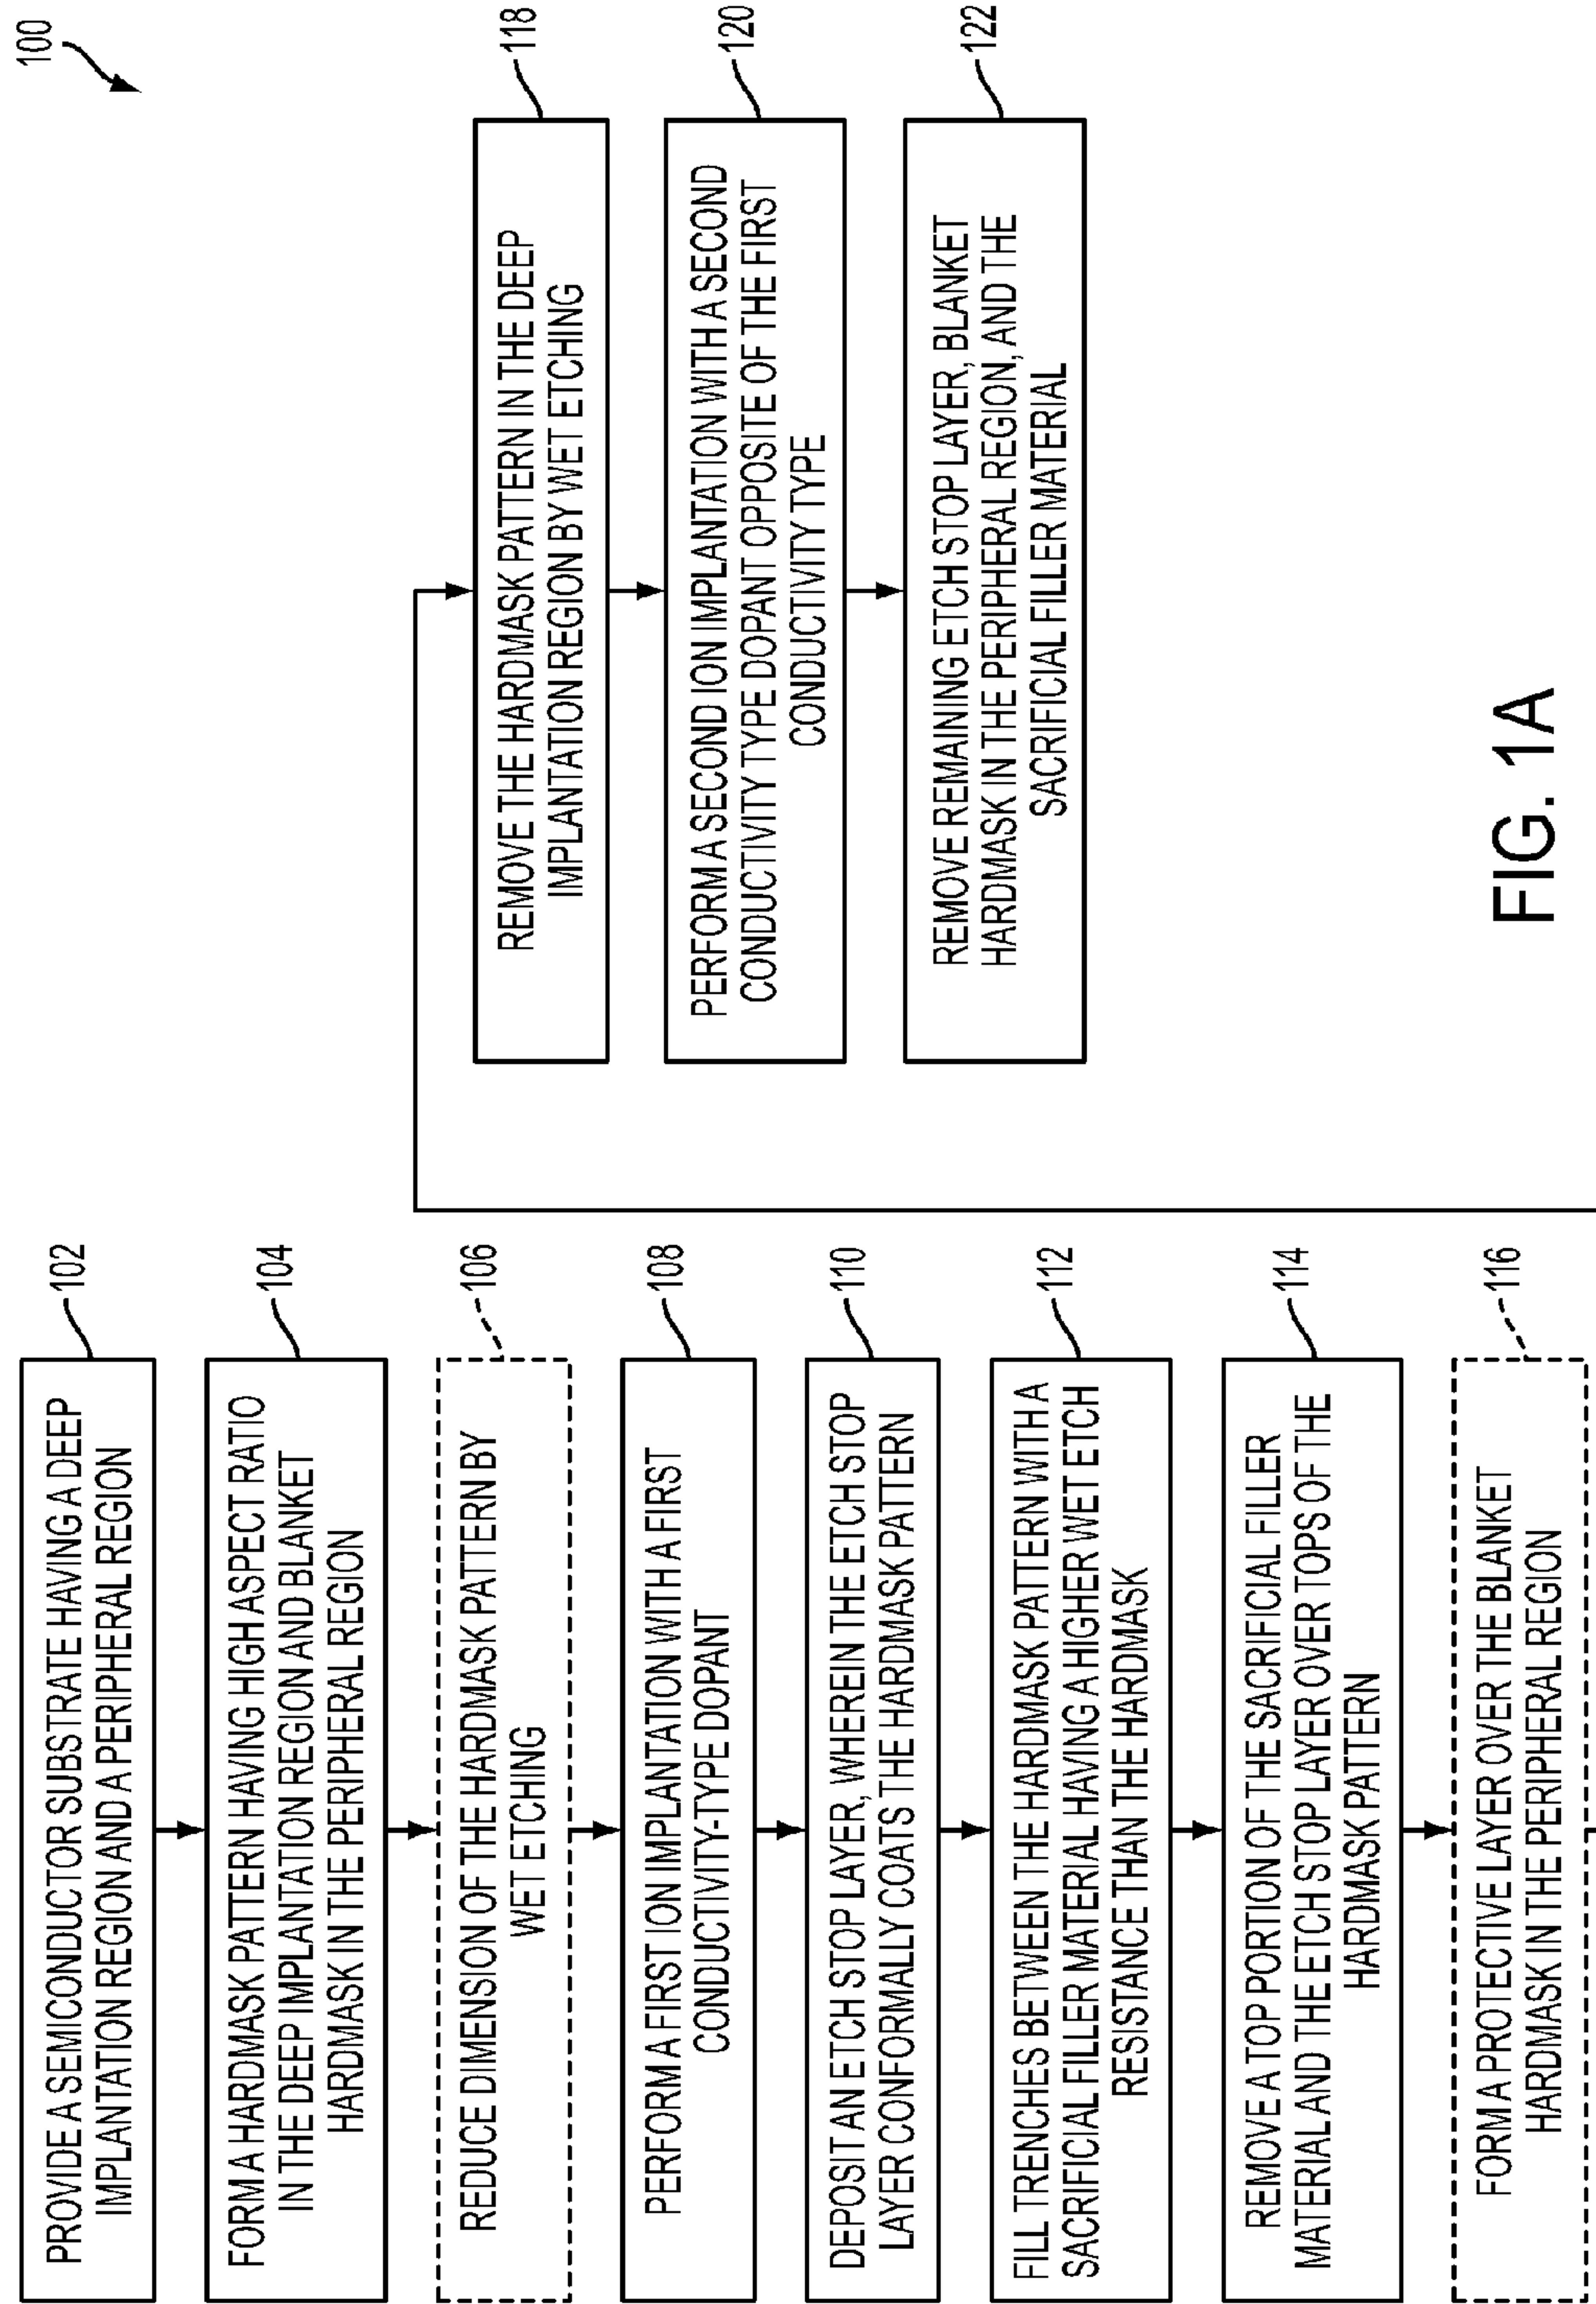 100
PROVIDE A SEMICONDUCTOR SUBSTRATE HAVING A DEEP
IMPLANTATION REGION AND A PERIPHERAL REGION
102
FORM A HARDMASK PATTERN HAVING HIGH ASPECT RATIO
IN THE DEEP IMPLANTATION REGION AND BLANKET
HARDMASK IN THE PERIPHERAL REGION
104
REDUCE DIMENSION OF THE HARDMASK PATTERN BY
WET ETCHING
106
PERFORM A FIRST ION IMPLANTATION WITH A FIRST
CONDUCTIVITY-TYPE DOPANT
108
DEPOSIT AN ETCH STOP LAYER, WHEREIN THE ETCH STOP
LAYER CONFORMALLY COATS THE HARDMASK PATTERN
110
FILL TRENCHES BETWEEN THE HARDMASK PATTERN WITH A
SACRIFICIAL FILLER MATERIAL HAVING A HIGHER WET ETCH
RESISTANCE THAN THE HARDMASK
112
REMOVE A TOP PORTION OF THE SACRIFICIAL FILLER
MATERIAL AND THE ETCH STOP LAYER OVER TOPS OF THE
HARDMASK PATTERN
114
FORM A PROTECTIVE LAYER OVER THE BLANKET
HARDMASK IN THE PERIPHERAL REGION
116
REMOVE THE HARDMASK PATTERN IN THE DEEP
IMPLANTATION REGION BY WET ETCHING
118
PERFORM A SECOND ION IMPLANTATION WITH A SECOND
CONDUCTIVITY TYPE DOPANT OPPOSITE OF THE FIRST
CONDUCTIVITY TYPE
120
REMOVE REMAINING ETCH STOP LAYER, BLANKET
HARDMASK IN THE PERIPHERAL REGION, AND THE
SACRIFICIAL FILLER MATERIAL
122
FIG. 1A